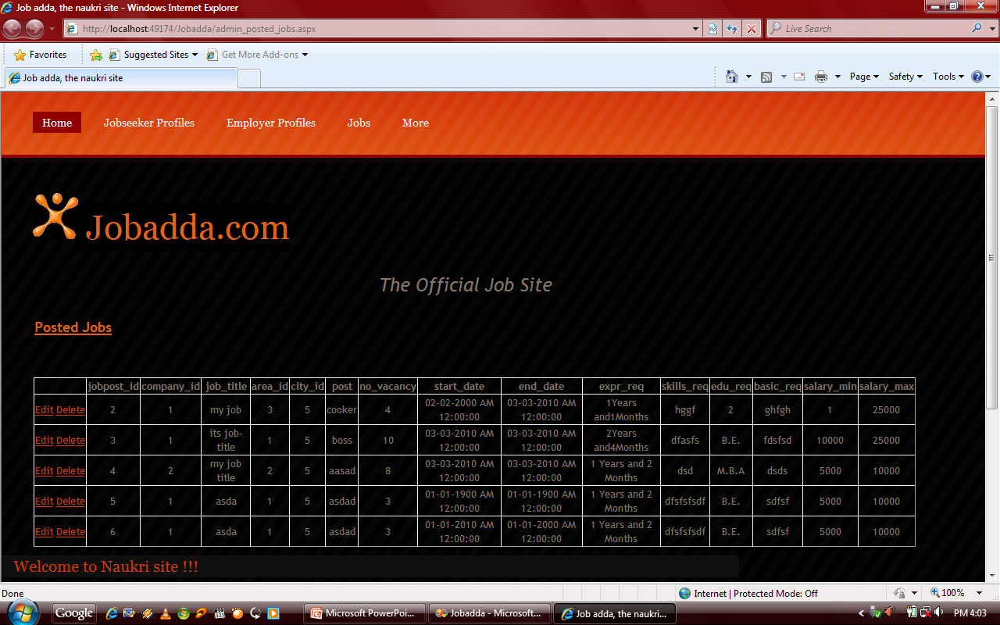 Job adda, the naukri site - Windows Internet Explorer
http://localhost:49174/Jobadda/admin_posted_jobs.aspx
Live Search
Favorites Suggested Sites Get More Add-ons
Job adda, the naukri site
Page Safety Tools
Home Jobseeker Profiles Employer Profiles Jobs More
Jobadda.com
The Official Job Site
Posted Jobs
jobpost_id company_id job_title area_id city_id post no_vacancy start_date end_date expr_req skills_req edu_req basic_req salary_min salary_max
Edit Delete 2 1 my job 3 5 cooker 4 02-02-2000 AM 12:00:00 03-03-2010 AM 12:00:00 1Years and1Months hggf 2 ghfgh 1 25000
Edit Delete 3 1 its job-title 1 5 boss 10 03-03-2010 AM 12:00:00 03-03-2010 AM 12:00:00 2Years and4Months dfasfs B.E. fdsfsd 10000 25000
Edit Delete 4 2 my job title 2 5 aasad 8 03-03-2010 AM 12:00:00 03-03-2010 AM 12:00:00 1 Years and 2 Months dsd M.B.A dsds 5000 10000
Edit Delete 5 1 asda 1 5 asdad 3 01-01-1900 AM 12:00:00 01-01-1900 AM 12:00:00 1 Years and 2 Months dfsfsfsdf B.E. sdfsf 5000 10000
Edit Delete 6 1 asda 1 5 asdad 3 01-01-2010 AM 12:00:00 01-01-2000 AM 12:00:00 1 Years and 2 Months dfsfsfsdf B.E. sdfsf 5000 10000
Welcome to Naukri site !!!
Done Internet | Protected Mode: Off 100%
Google Microsoft PowerPoi... Jobadda - Microsoft... Job adda, the naukri... PM 4:03